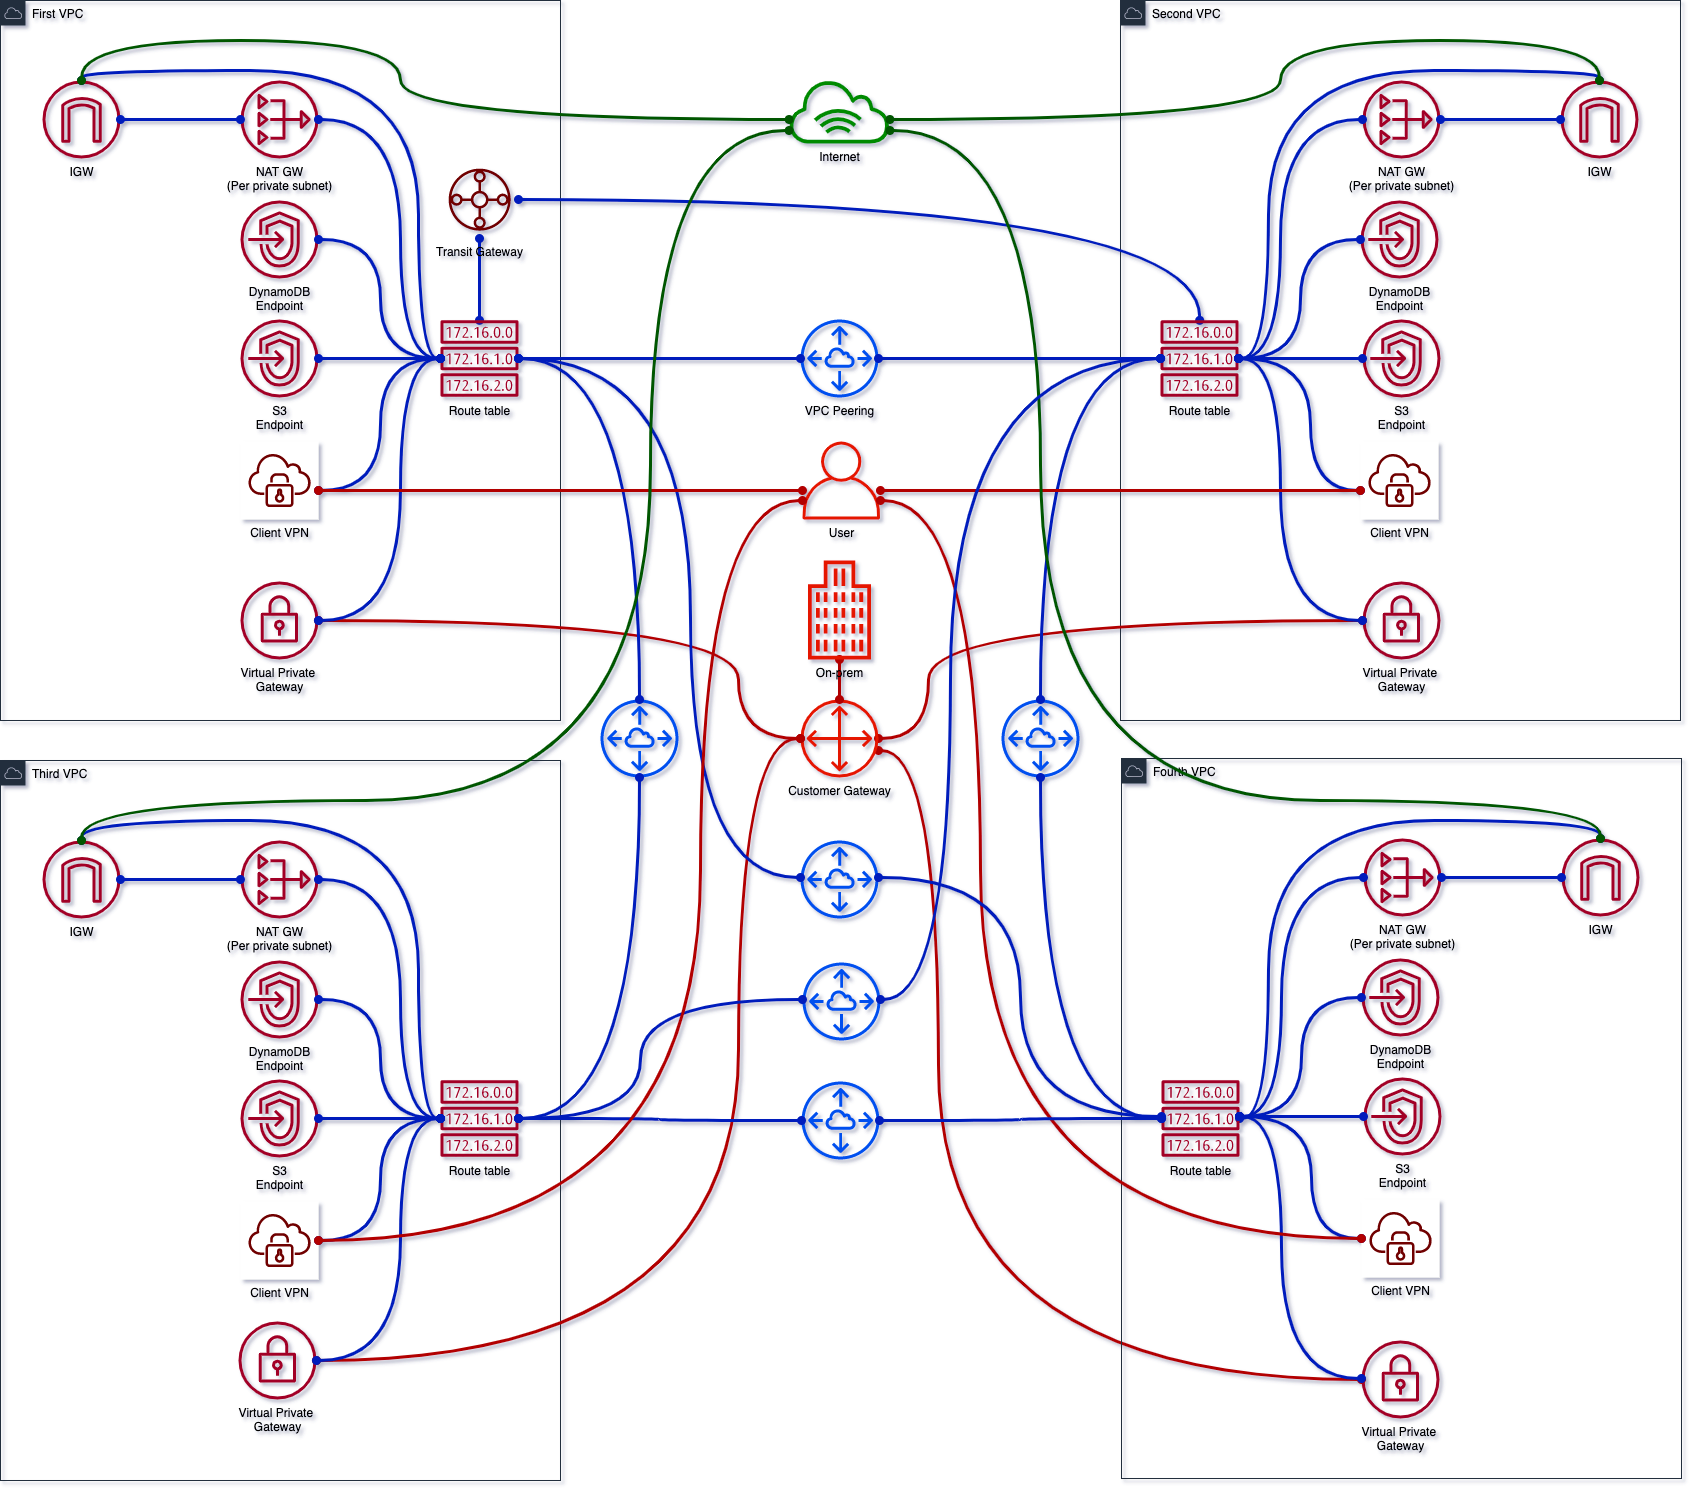 First VPC
IGW
NAT GW
(Per private subnet)
DynamoDB
Endpoint
S3
Endpoint
Client VPN
Virtual Private
Gateway
Transit Gateway
172.16.0.0
172.16.1.0
172.16.2.0
Route table
Internet
VPC Peering
User
On-prem
Customer Gateway
Second VPC
172.16.0.0
172.16.1.0
172.16.2.0
Route table
NAT GW
(Per private subnet)
IGW
DynamoDB
Endpoint
S3
Endpoint
Client VPN
Virtual Private
Gateway
Third VPC
IGW
NAT GW
(Per private subnet)
DynamoDB
Endpoint
S3
Endpoint
Client VPN
Virtual Private
Gateway
172.16.0.0
172.16.1.0
172.16.2.0
Route table
Fourth VPC
172.16.0.0
172.16.1.0
172.16.2.0
Route table
NAT GW
(Per private subnet)
IGW
DynamoDB
Endpoint
S3
Endpoint
Client VPN
Virtual Private
Gateway